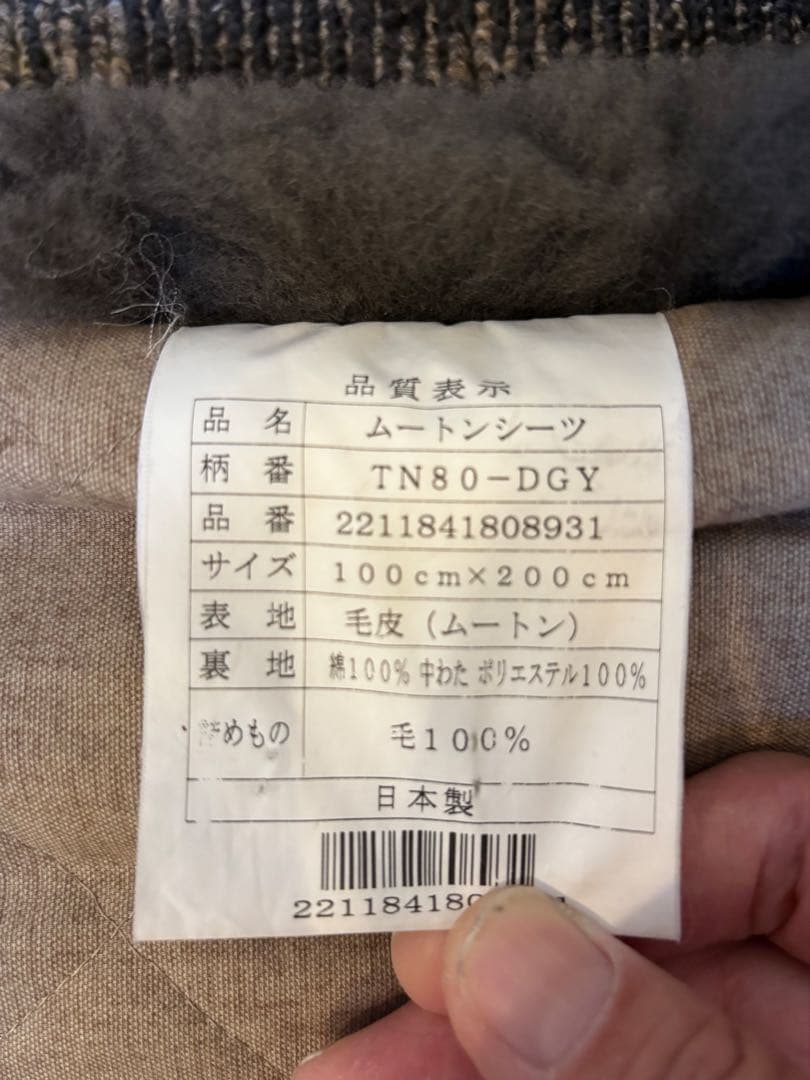 品質表示
品 名 ムートンシーツ
柄 番 TN80-DGY
品 番 2211841808931
サイズ 100cm×200cm
表 地 毛皮(ムートン)
裏 地 綿100% 中わた ポリエステル100%
詰めもの 毛100%
日本製
221184180